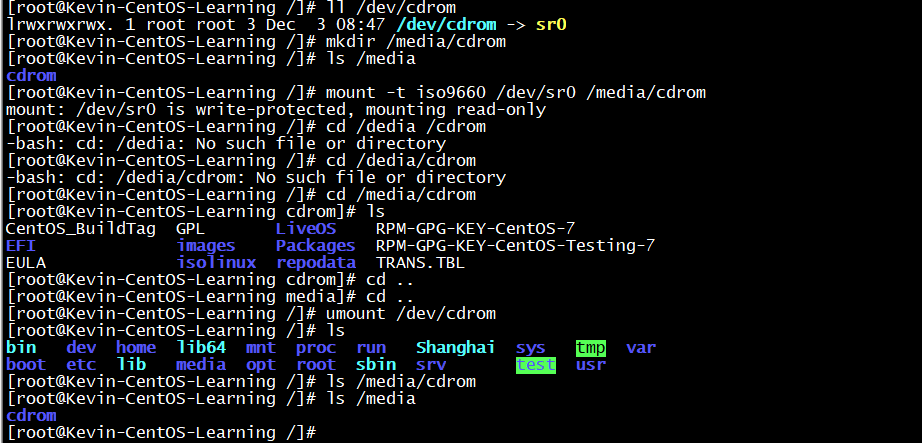 [root@Kevin-CentOS-Learning /]# ll /dev/cdrom
lrwxrwxrwx. 1 root root 3 Dec  3 08:47 /dev/cdrom -> sr0
[root@Kevin-CentOS-Learning /]# mkdir /media/cdrom
[root@Kevin-CentOS-Learning /]# ls /media
cdrom
[root@Kevin-CentOS-Learning /]# mount -t iso9660 /dev/sr0 /media/cdrom
mount: /dev/sr0 is write-protected, mounting read-only
[root@Kevin-CentOS-Learning /]# cd /dedia /cdrom
-bash: cd: /dedia: No such file or directory
[root@Kevin-CentOS-Learning /]# cd /dedia/cdrom
-bash: cd: /dedia/cdrom: No such file or directory
[root@Kevin-CentOS-Learning /]# cd /media/cdrom
[root@Kevin-CentOS-Learning cdrom]# ls
CentOS_BuildTag  GPL       LiveOS    RPM-GPG-KEY-CentOS-7
EFI              images    Packages  RPM-GPG-KEY-CentOS-Testing-7
EULA             isolinux  repodata  TRANS.TBL
[root@Kevin-CentOS-Learning cdrom]# cd ..
[root@Kevin-CentOS-Learning media]# cd ..
[root@Kevin-CentOS-Learning /]# umount /dev/cdrom
[root@Kevin-CentOS-Learning /]# ls
bin   dev  home  lib64  mnt  proc  run   Shanghai  sys   tmp  var
boot  etc  lib   media  opt  root  sbin  srv       test  usr
[root@Kevin-CentOS-Learning /]# ls /media/cdrom
[root@Kevin-CentOS-Learning /]# ls /media
cdrom
[root@Kevin-CentOS-Learning /]#